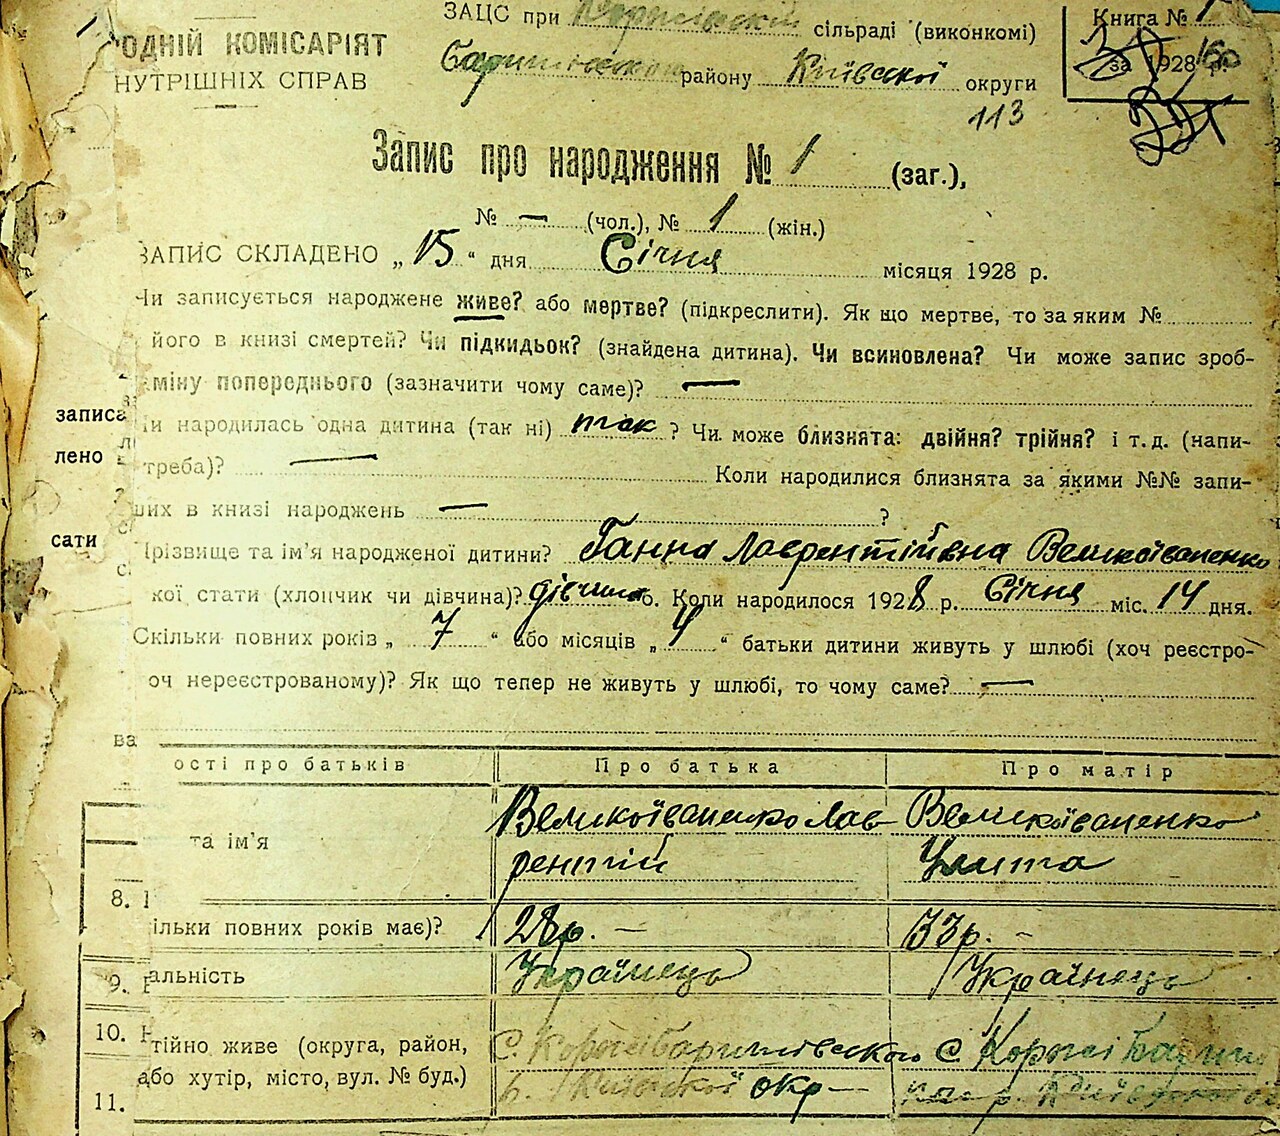 ЗАЦС при сільраді (виконкомі)
Книга № 1
ОДНІЙ КОМІСАРІЯТ
НУТРІШНІХ СПРАВ
району Київської округи
за 1928 р.
113
Запис про народження № 1 (заг.),
№ — (чол.), № 1 (жін.)
ЗАПИС СКЛАДЕНО „ 15 “ дня Січня місяця 1928 р.
Чи записується народжене живе? або мертве? (підкреслити). Як що мертве, то за яким №
його в книзі смертей? Чи підкидьок? (знайдена дитина). Чи всиновлена? Чи може запис зроб-
міну попереднього (зазначити чому саме)? —
записа
Чи народилась одна дитина (так ні) так ? Чи може близнята: двійня? трійня? і т.д. (напи-
лено
треба)? — Коли народилися близнята за якими №№ запи-
ших в книзі народжень — ?
сати
Прізвище та ім'я народженої дитини? Ганна Лаврентіївна Великоіваненко
кої стати (хлопчик чи дівчина)? дівчина 6. Коли народилося 1928 р. Січня міс. 14 дня.
Скільки повних років „ 7 “ або місяців „ 4 “ батьки дитини живуть у шлюбі (хоч реєстро-
оч нереєстрованому)? Як що тепер не живуть у шлюбі, то чому саме? —
ва
ості про батьків Про батька Про матір
та ім'я Великоіваненко Лав Великоіваненко
рентій Улита
8.
ільки повних років має)? 28р. — 33р. —
9. альність Українець Українець
10.
тійно живе (округа, район, С.
або хутір, місто, вул. № буд.) окр —
11.